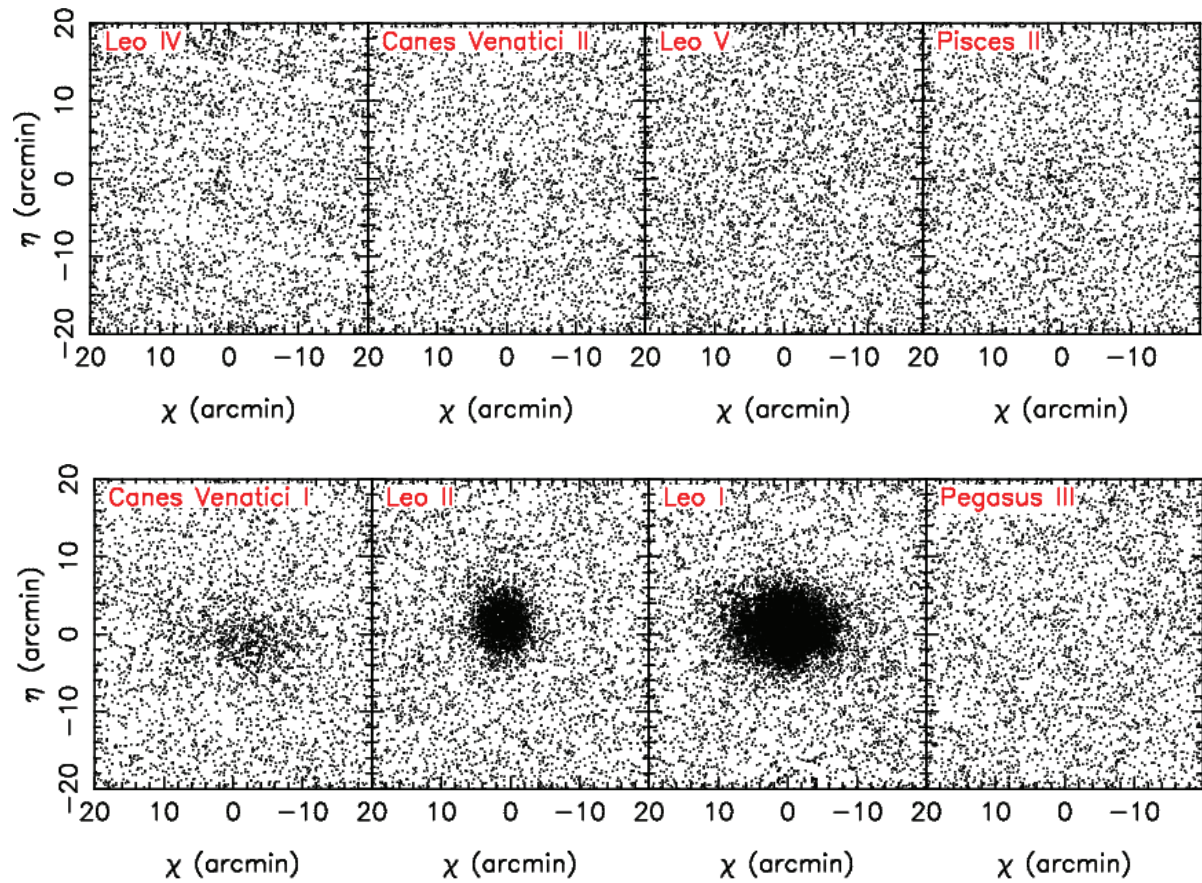 Leo IV Canes Venatici II Leo V Pisces II
20
10
0
−10
−20
η (arcmin)
20 10 0 −10 20 10 0 −10 20 10 0 −10 20 10 0 −10
χ (arcmin) χ (arcmin) χ (arcmin) χ (arcmin)
Canes Venatici I Leo II Leo I Pegasus III
20
10
0
−10
−20
η (arcmin)
20 10 0 −10 20 10 0 −10 20 10 0 −10 20 10 0 −10
χ (arcmin) χ (arcmin) χ (arcmin) χ (arcmin)